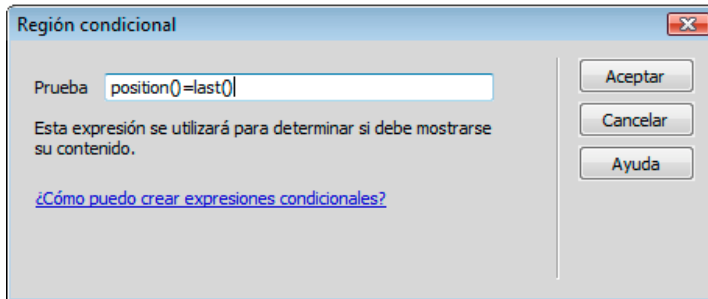 Región condicional
Prueba position()=last()
Aceptar
Esta expresión se utilizará para determinar si debe mostrarse
su contenido.
Cancelar
Ayuda
¿Cómo puedo crear expresiones condicionales?